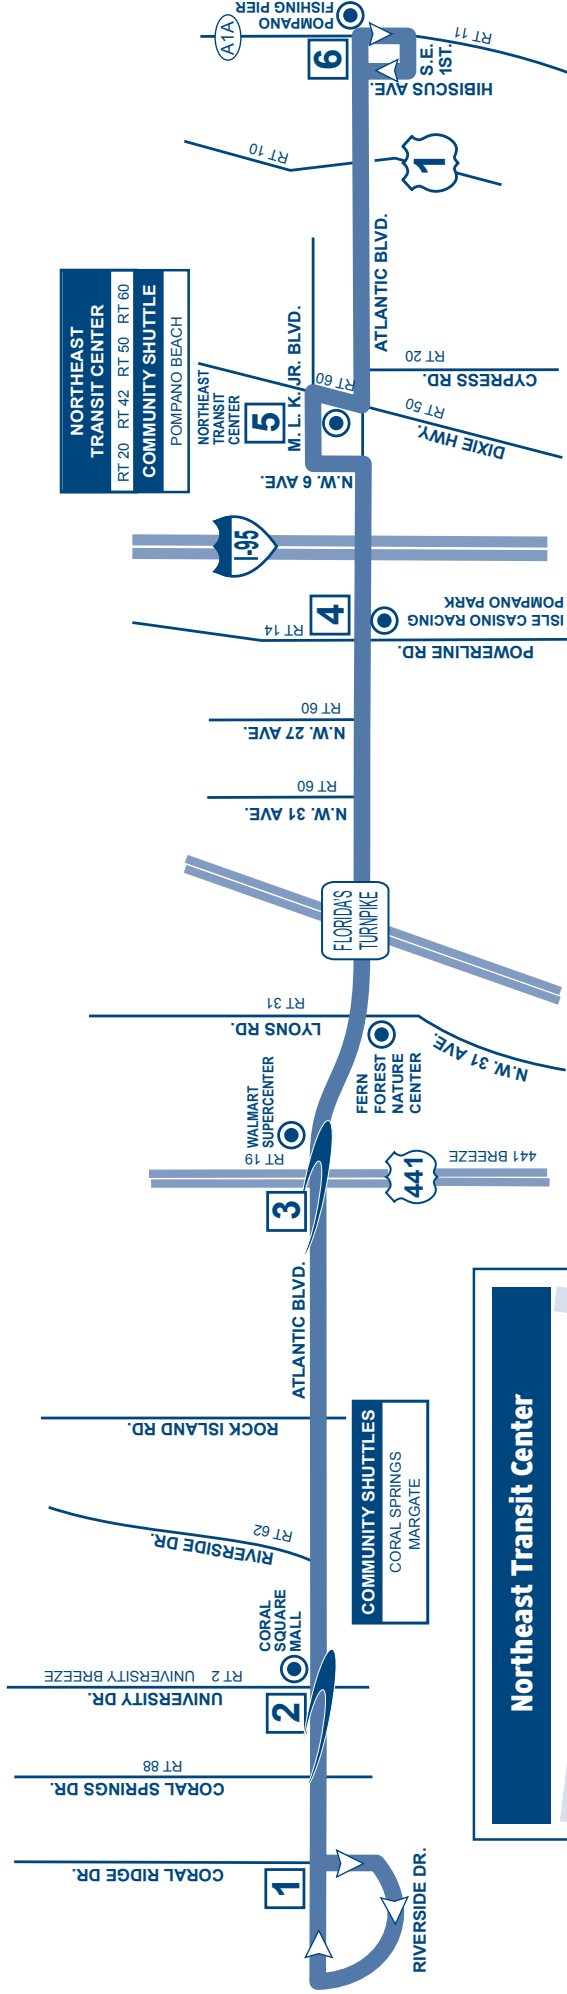 CORAL RIDGE DR.
1
RIVERSIDE DR.
CORAL SPRINGS DR.
RT 88
UNIVERSITY DR.
RT 2 UNIVERSITY BREEZE
2
CORAL
SQUARE
MALL
RIVERSIDE DR.
RT 62
COMMUNITY SHUTTLES
CORAL SPRINGS
MARGATE
ROCK ISLAND RD.
ATLANTIC BLVD.
3
RT 19
441
441 BREEZE
WALMART
SUPERCENTER
FERN
FOREST
NATURE
CENTER
LYONS RD.
RT 31
N.W. 31 AVE.
FLORIDA'S
TURNPIKE
N.W. 31 AVE.
RT 60
N.W. 27 AVE.
RT 60
POWERLINE RD.
RT 14
4
ISLE CASINO RACING
POMPANO PARK
I-95
N.W. 6 AVE.
NORTHEAST
TRANSIT
CENTER
5
M. L. K. JR. BLVD.
RT 60
NORTHEAST
TRANSIT CENTER
RT 20 RT 42 RT 50 RT 60
COMMUNITY SHUTTLE
POMPANO BEACH
DIXIE HWY.
RT 50
CYPRESS RD.
RT 20
ATLANTIC BLVD.
RT 10
1
6
HIBISCUS AVE.
S.E.
1ST.
RT 11
A1A
POMPANO
FISHING PIER
Northeast Transit Center